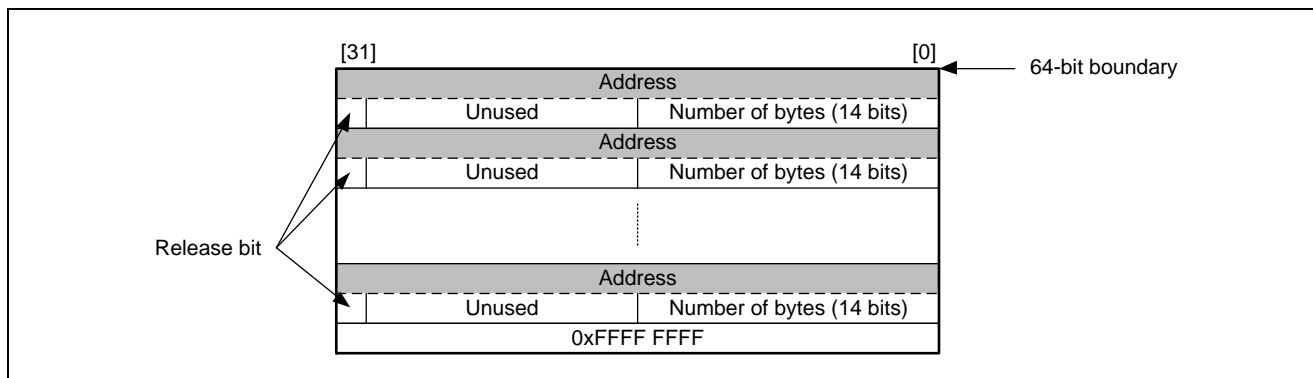 [31] [0]
64-bit boundary
Address
Unused Number of bytes (14 bits)
Address
Unused Number of bytes (14 bits)
Release bit
Address
Unused Number of bytes (14 bits)
0xFFFF FFFF